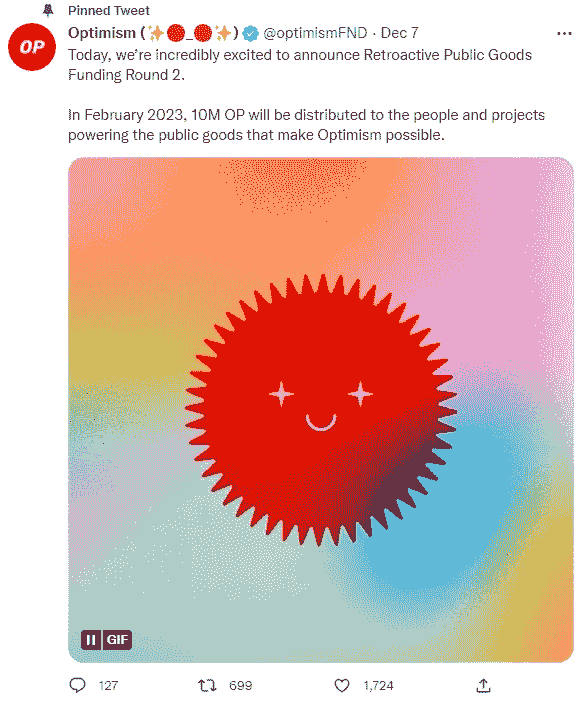 Pinned Tweet
OP
Optimism (✨🔴_🔴✨) @optimismFND · Dec 7
Today, we're incredibly excited to announce Retroactive Public Goods
Funding Round 2.
In February 2023, 10M OP will be distributed to the people and projects
powering the public goods that make Optimism possible.
GIF
127 699 1,724